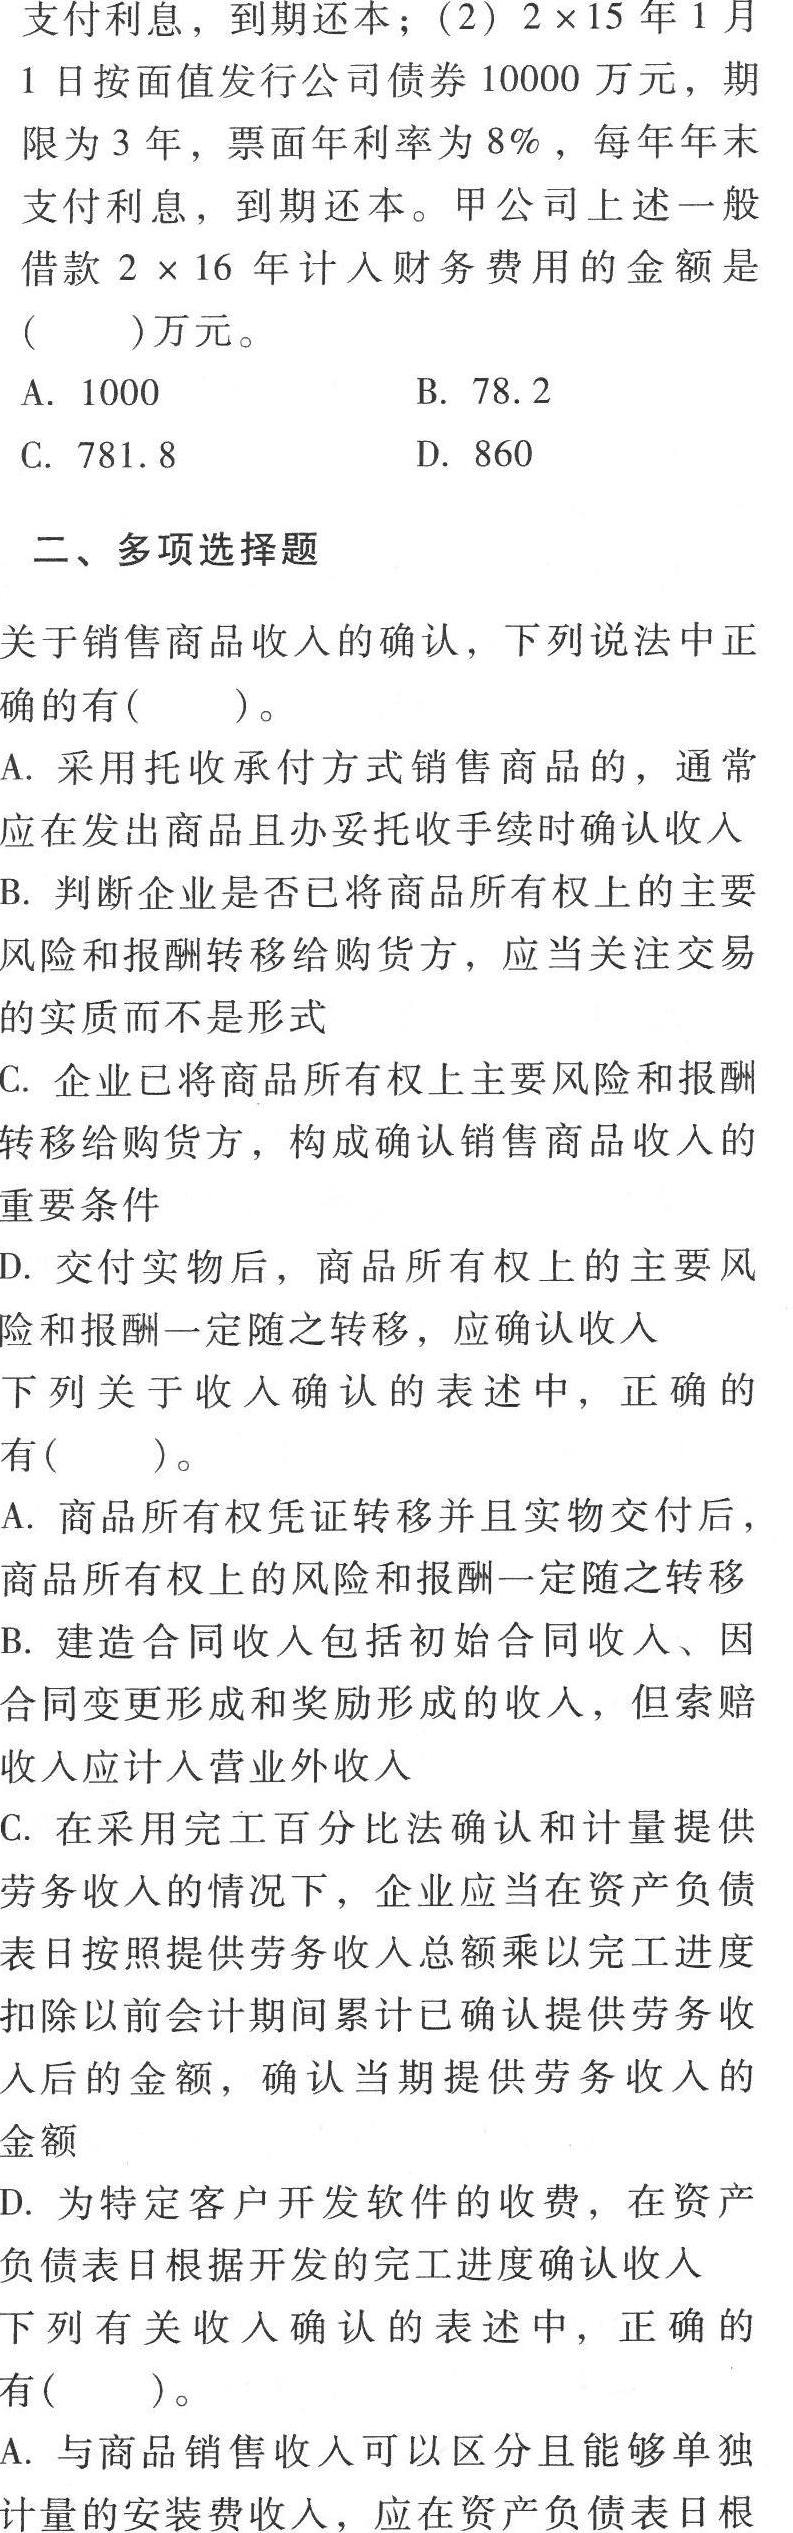 支付利息，到期还本；(2) 2×15年1月
1日按面值发行公司债券10000万元，期
限为3年，票面年利率为8%，每年年末
支付利息，到期还本。甲公司上述一般
借款2×16年计入财务费用的金额是
(　　)万元。
A. 1000　　B. 78.2
C. 781.8　　D. 860
二、多项选择题
关于销售商品收入的确认，下列说法中正
确的有(　　)。
A. 采用托收承付方式销售商品的，通常
应在发出商品且办妥托收手续时确认收入
B. 判断企业是否已将商品所有权上的主要
风险和报酬转移给购货方，应当关注交易
的实质而不是形式
C. 企业已将商品所有权上主要风险和报酬
转移给购货方，构成确认销售商品收入的
重要条件
D. 交付实物后，商品所有权上的主要风
险和报酬一定随之转移，应确认收入
下列关于收入确认的表述中，正确的
有(　　)。
A. 商品所有权凭证转移并且实物交付后，
商品所有权上的风险和报酬一定随之转移
B. 建造合同收入包括初始合同收入、因
合同变更形成和奖励形成的收入，但索赔
收入应计入营业外收入
C. 在采用完工百分比法确认和计量提供
劳务收入的情况下，企业应当在资产负债
表日按照提供劳务收入总额乘以完工进度
扣除以前会计期间累计已确认提供劳务收
入后的金额，确认当期提供劳务收入的
金额
D. 为特定客户开发软件的收费，在资产
负债表日根据开发的完工进度确认收入
下列有关收入确认的表述中，正确的
有(　　)。
A. 与商品销售收入可以区分且能够单独
计量的安装费收入，应在资产负债表日根